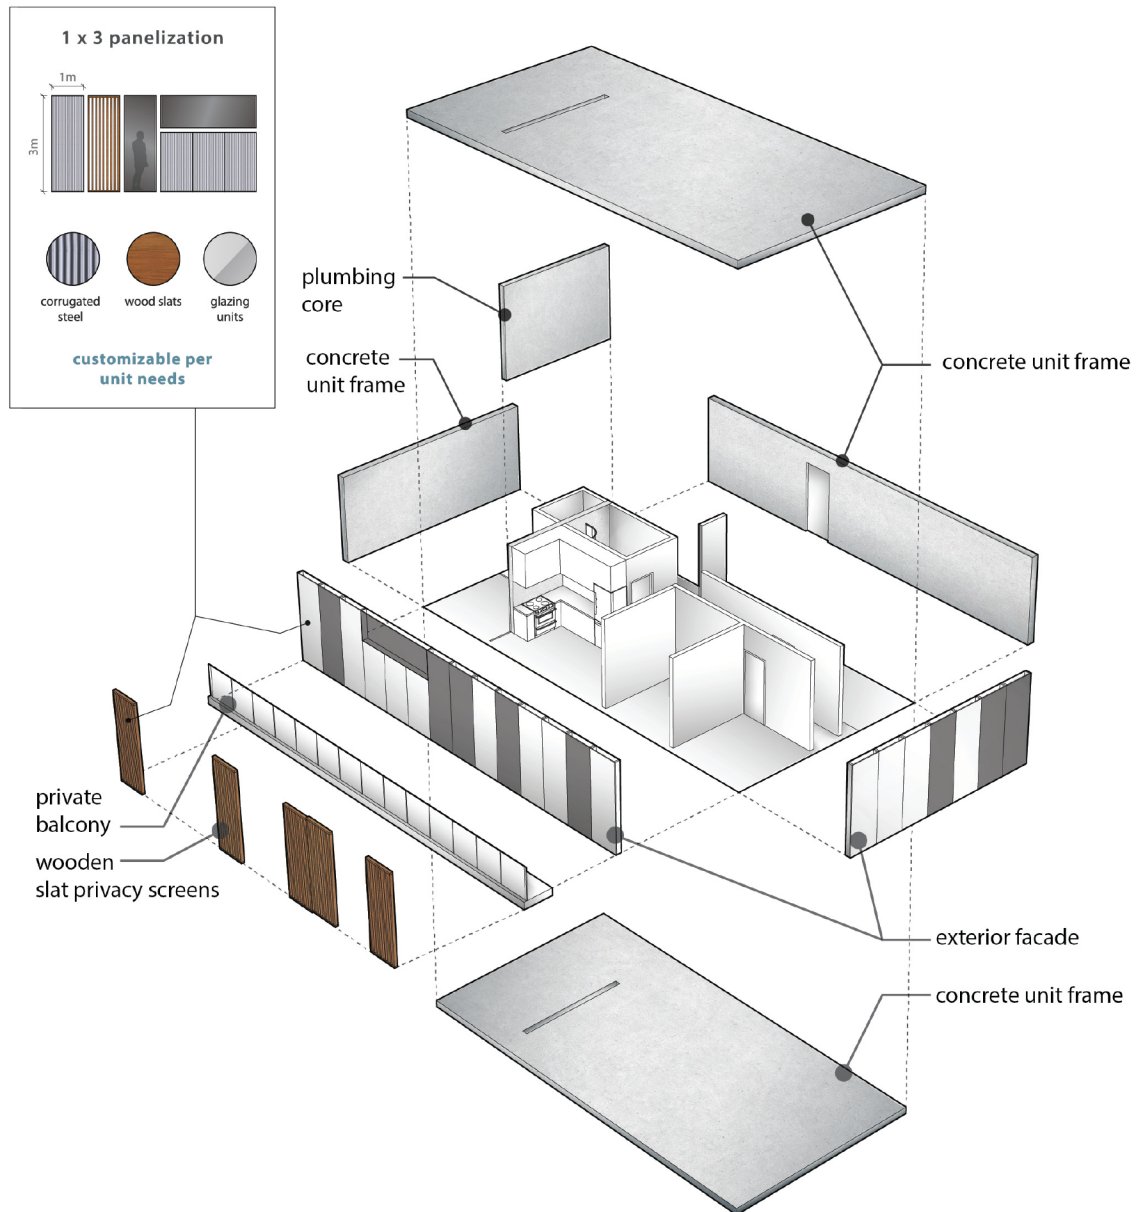 1 x 3 panelization
1m
3m
corrugated
steel
wood slats
glazing
units
customizable per
unit needs
plumbing
core
concrete
unit frame
concrete unit frame
private
balcony
wooden
slat privacy screens
exterior facade
concrete unit frame